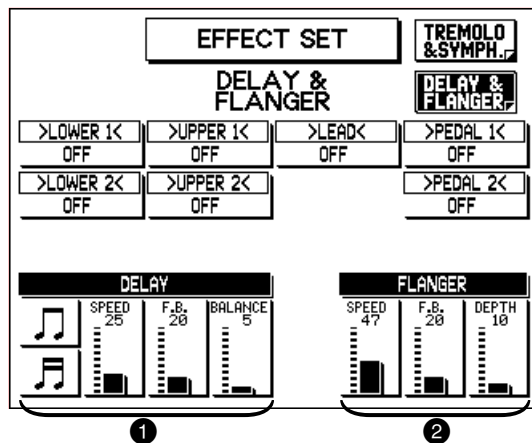 EFFECT SET
TREMOLO
&SYMPH.
DELAY &
FLANGER
DELAY &
FLANGER
>LOWER 1< >UPPER 1< >LEAD< >PEDAL 1<
OFF OFF OFF OFF
>LOWER 2< >UPPER 2< >PEDAL 2<
OFF OFF OFF
DELAY FLANGER
SPEED F.B. BALANCE SPEED F.B. DEPTH
25 20 5 47 20 10
1 2